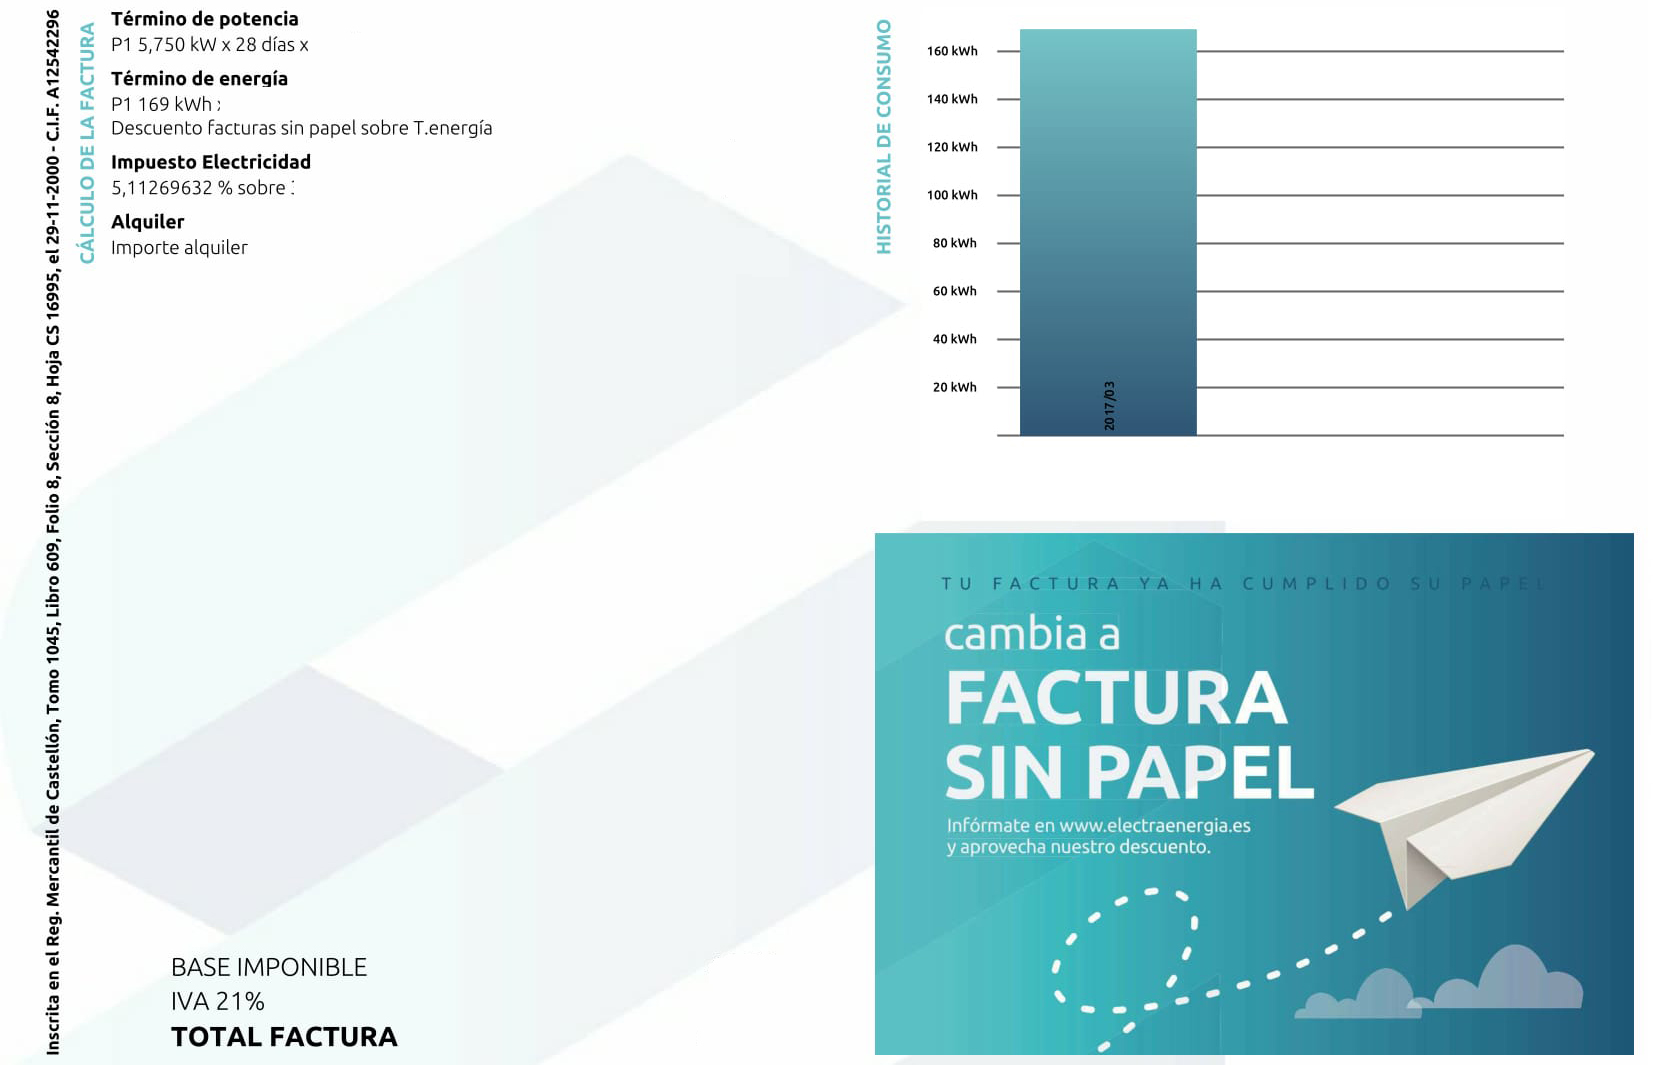 Inscrita en el Reg. Mercantil de Castellón, Tomo 1045, Libro 609, Folio 8, Sección 8, Hoja CS 16995, el 29-11-2000 - C.I.F. A12542296
CÁLCULO DE LA FACTURA
Término de potencia
P1 5,750 kW x 28 días x
Término de energía
P1 169 kWh
Descuento facturas sin papel sobre T.energía
Impuesto Electricidad
5,11269632 % sobre
Alquiler
Importe alquiler
BASE IMPONIBLE
IVA 21%
TOTAL FACTURA
HISTORIAL DE CONSUMO
160 kWh
140 kWh
120 kWh
100 kWh
80 kWh
60 kWh
40 kWh
20 kWh
2017/03
TU FACTURA YA HA CUMPLIDO SU PAPEL
cambia a
FACTURA
SIN PAPEL
Infórmate en www.electraenergia.es
y aprovecha nuestro descuento.